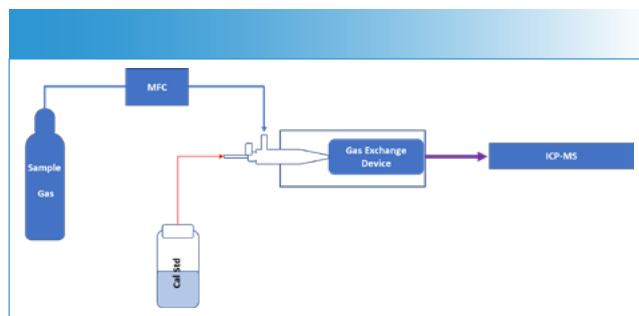 MFC
Sample
Gas
Gas Exchange
Device
ICP-MS
Cal Std